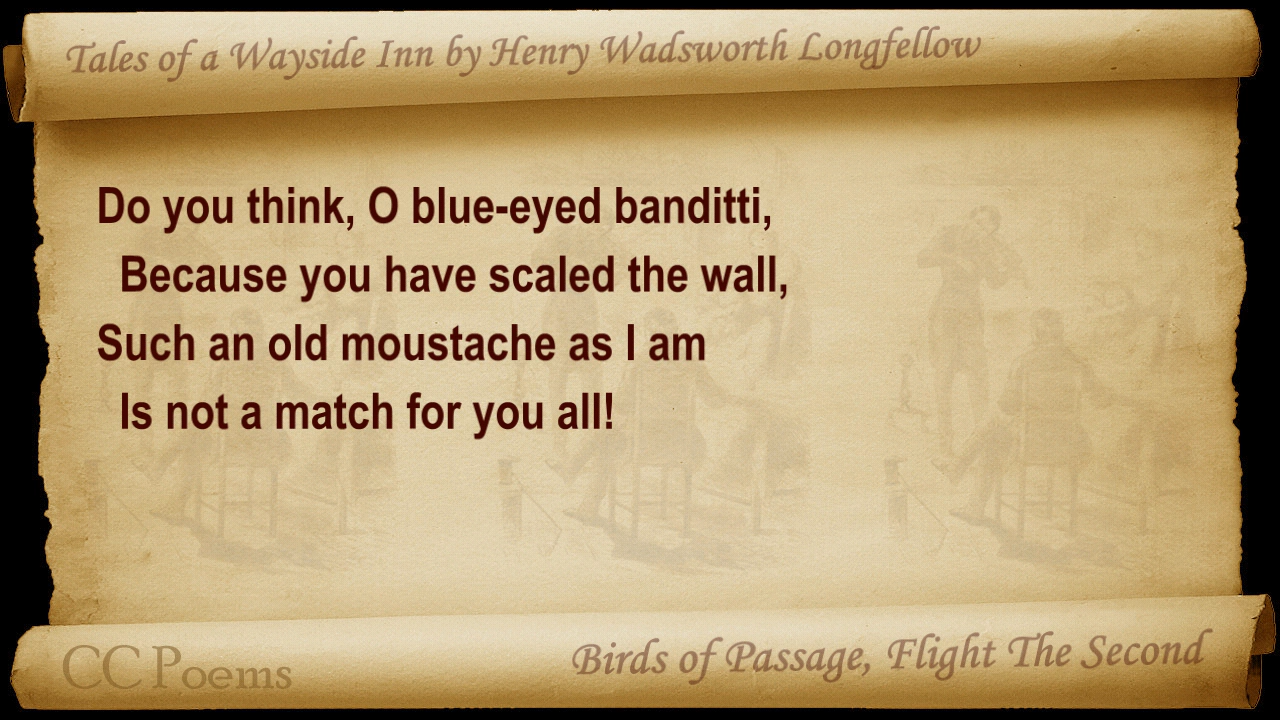 Tales of a Wayside Inn by Henry Wadsworth Longfellow
Do you think, O blue-eyed banditti,
Because you have scaled the wall,
Such an old moustache as I am
Is not a match for you all!
CC Poems
Birds of Passage, Flight The Second